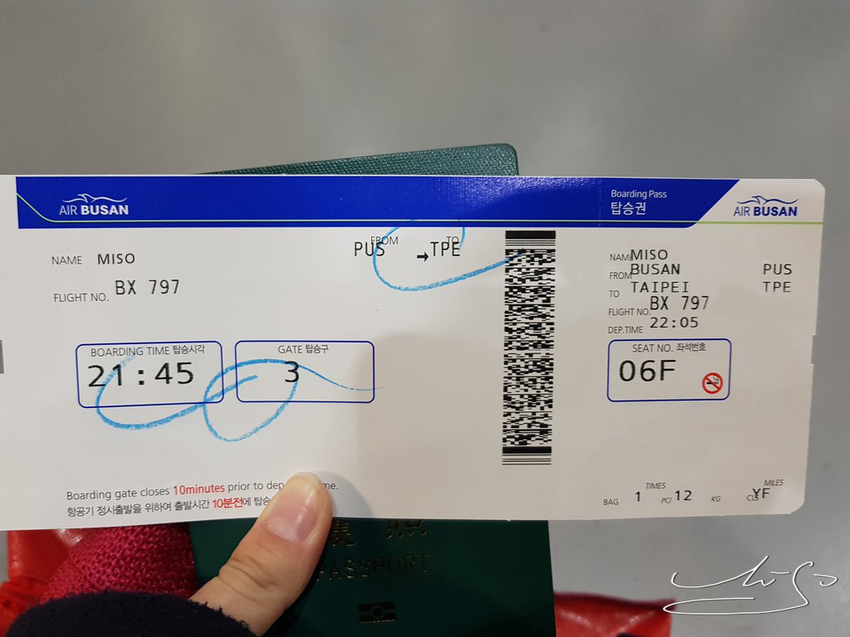 AIR BUSAN
Boarding Pass
탑승권
AIR BUSAN
NAME MISO
FROM TO
PUS → TPE
FLIGHT NO. BX 797
BOARDING TIME 탑승시각
21:45
GATE 탑승구
3
Boarding gate closes 10minutes prior to
항공기 정시출발을 위하여 출발시간 10분전에 탑승
NAME MISO
FROM BUSAN PUS
TO TAIPEI TPE
FLIGHT NO. BX 797
DEP.TIME 22:05
SEAT NO. 좌석번호
06F
TIMES MILES
BAG 1 PC/ 12 KG YF
PASSPORT